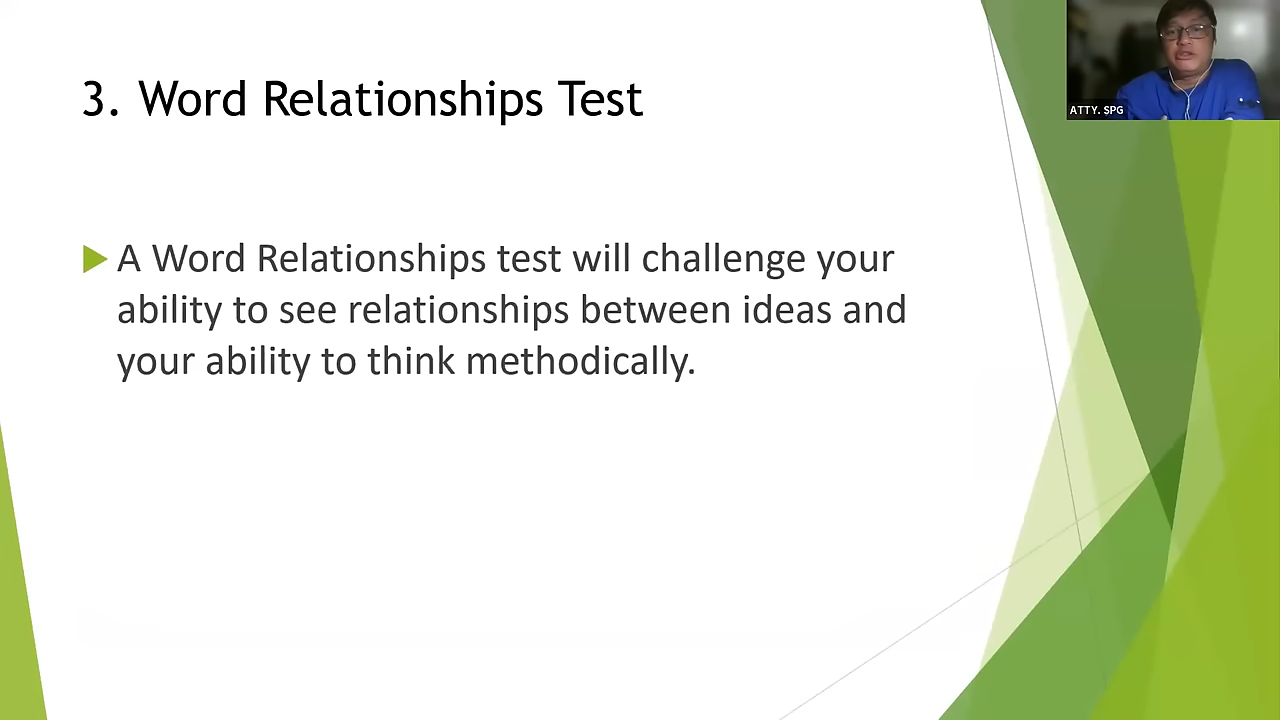 3. Word Relationships Test
ATTY. SPG
A Word Relationships test will challenge your
ability to see relationships between ideas and
your ability to think methodically.